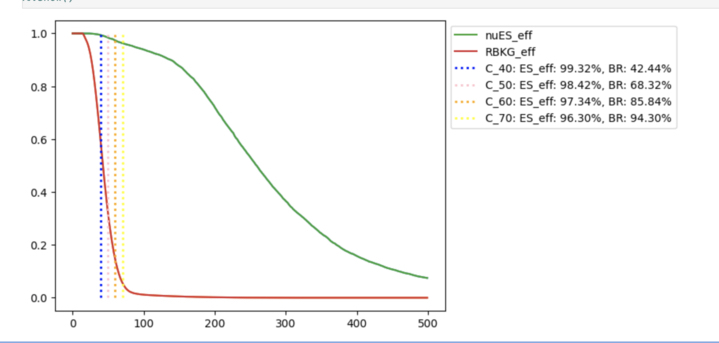 1.0
0.8
0.6
0.4
0.2
0.0
0 100 200 300 400 500
nuES_eff
RBKG_eff
C_40: ES_eff: 99.32%, BR: 42.44%
C_50: ES_eff: 98.42%, BR: 68.32%
C_60: ES_eff: 97.34%, BR: 85.84%
C_70: ES_eff: 96.30%, BR: 94.30%